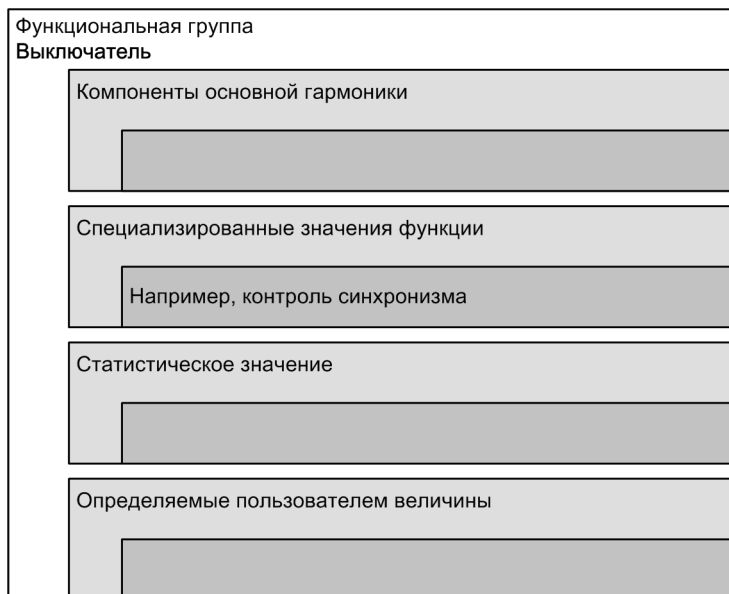 Функциональная группа
Выключатель
Компоненты основной гармоники
Специализированные значения функции
Например, контроль синхронизма
Статистическое значение
Определяемые пользователем величины